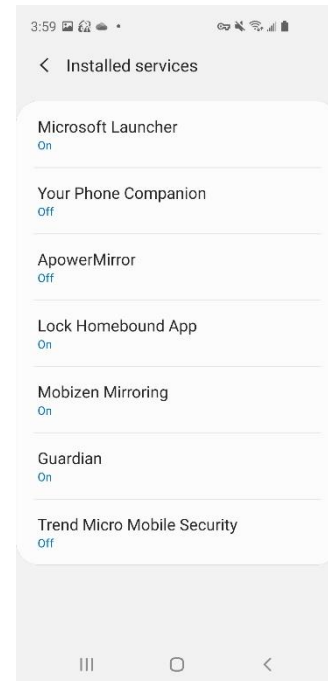 3:59
Installed services
Microsoft Launcher
On
Your Phone Companion
Off
ApowerMirror
Off
Lock Homebound App
On
Mobizen Mirroring
On
Guardian
On
Trend Micro Mobile Security
Off